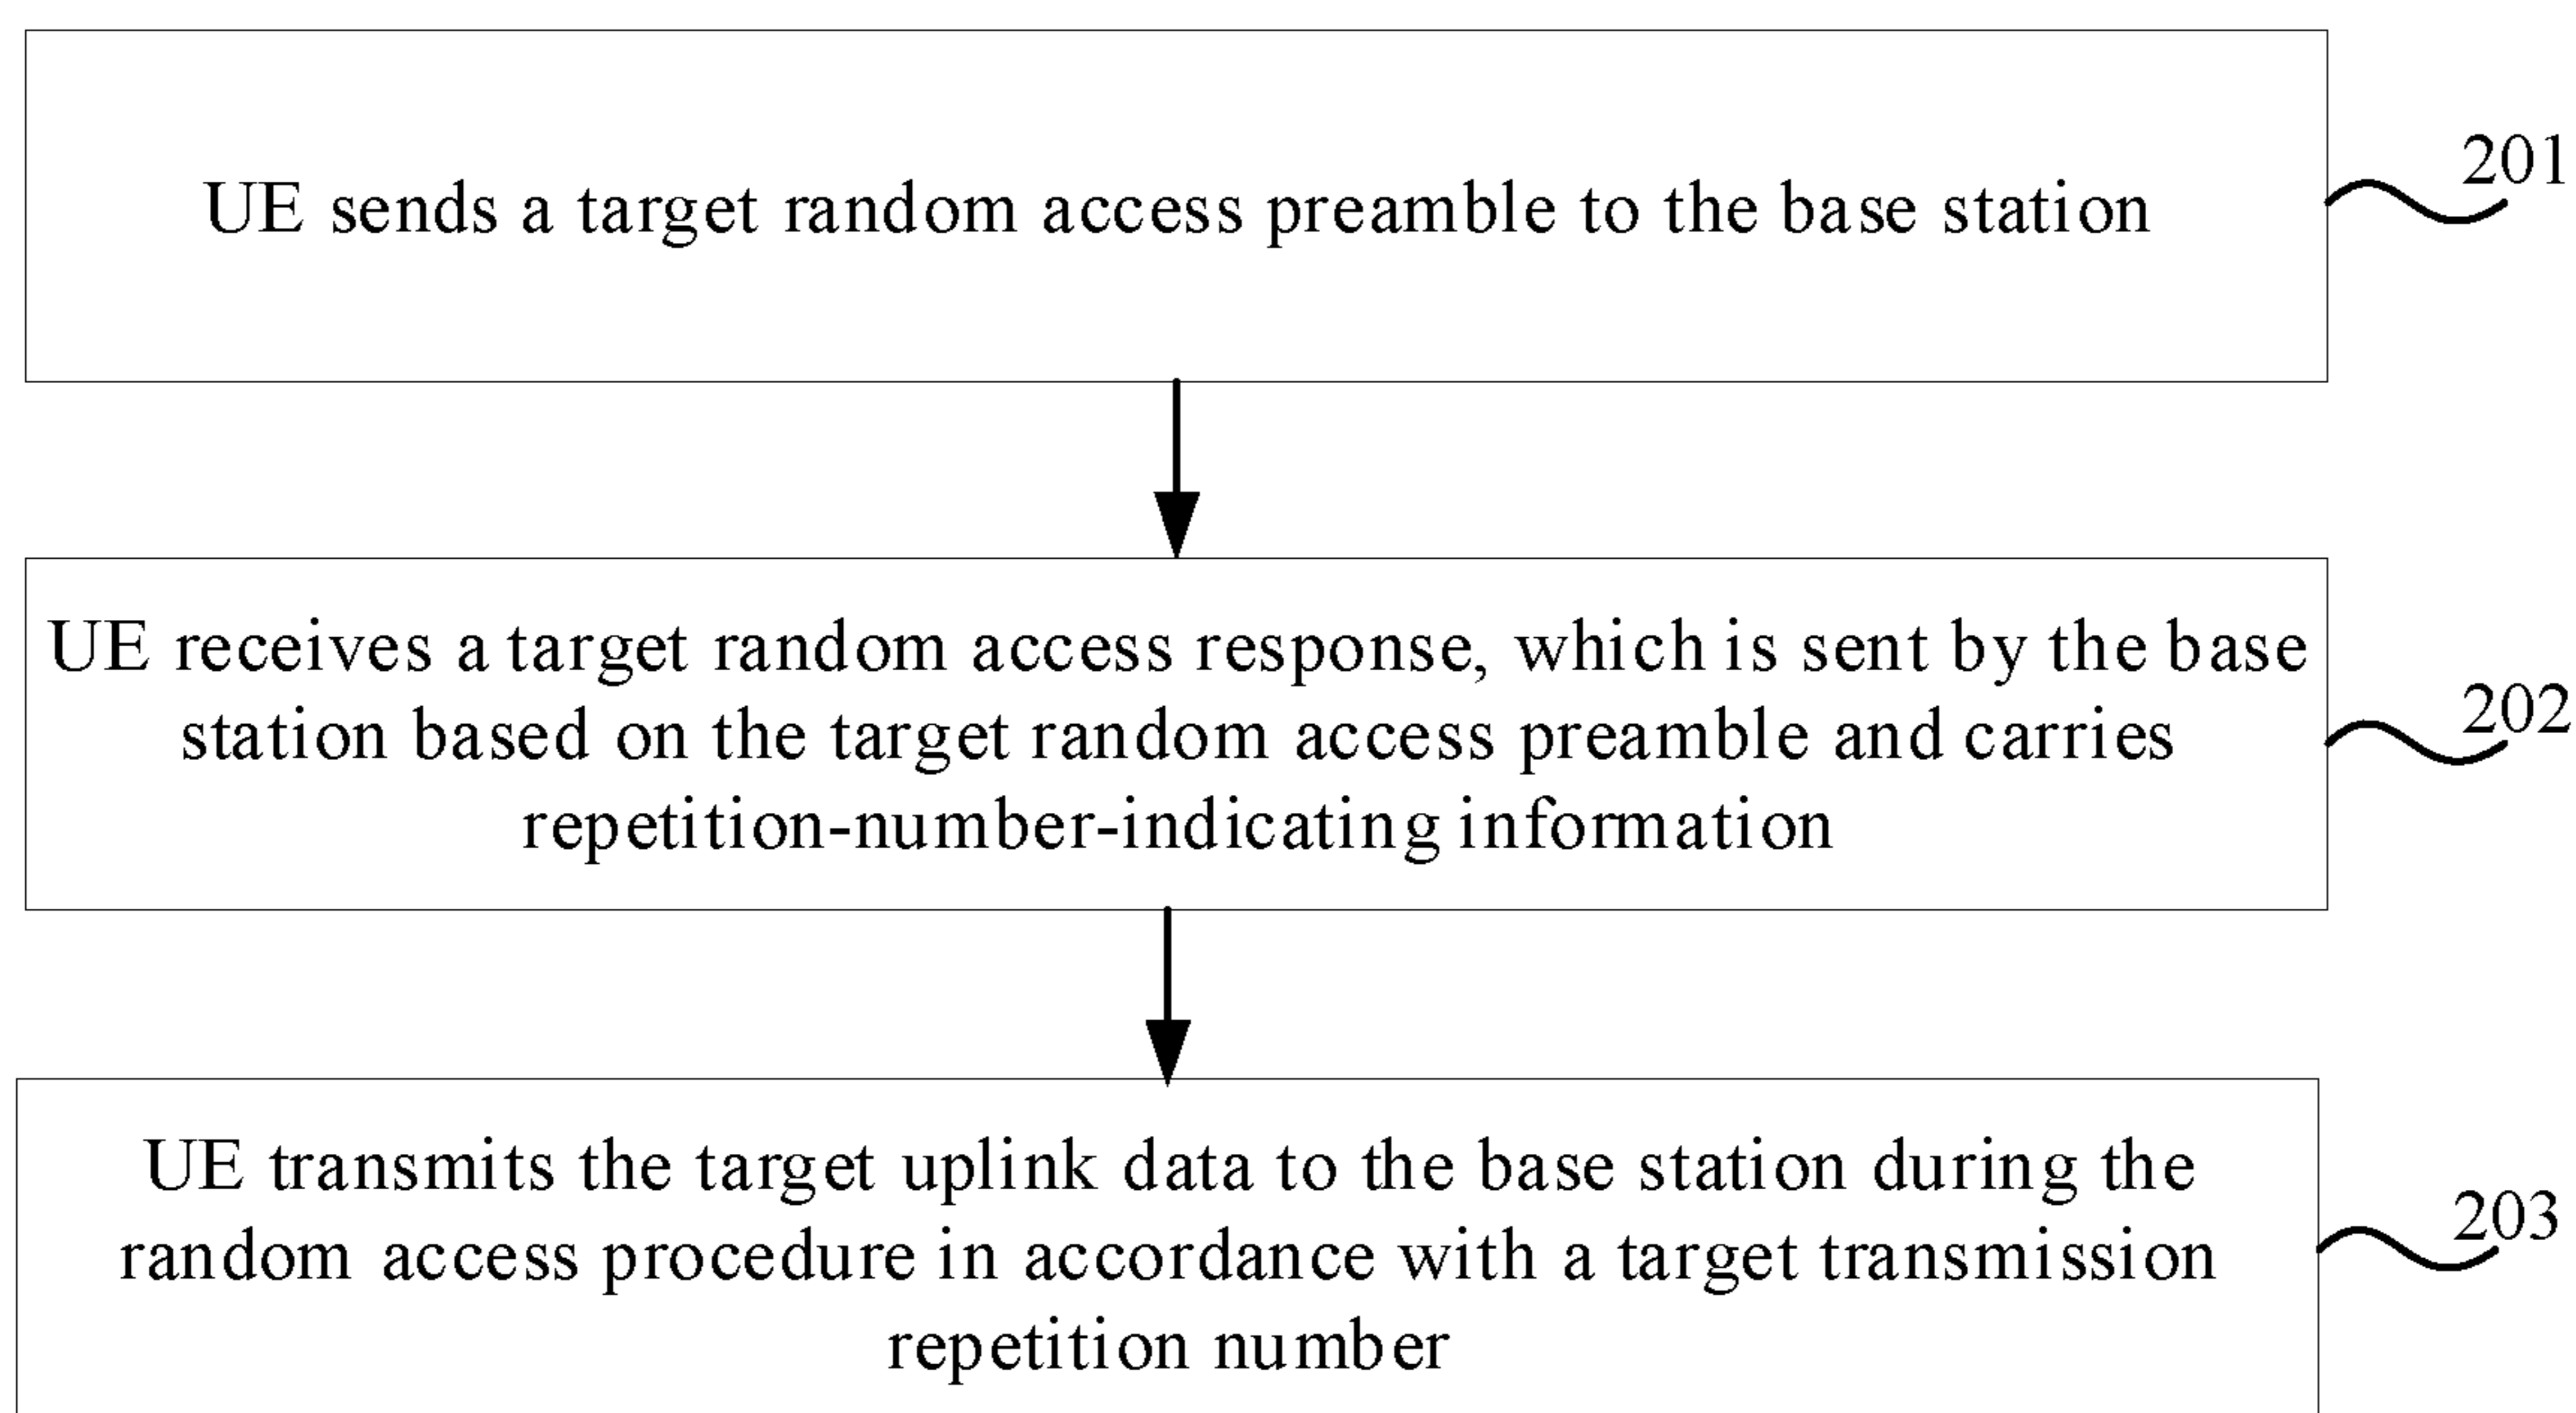 UE sends a target random access preamble to the base station
201
UE receives a target random access response, which is sent by the base
station based on the target random access preamble and carries
repetition-number-indicating information
202
UE transmits the target uplink data to the base station during the
random access procedure in accordance with a target transmission
repetition number
203